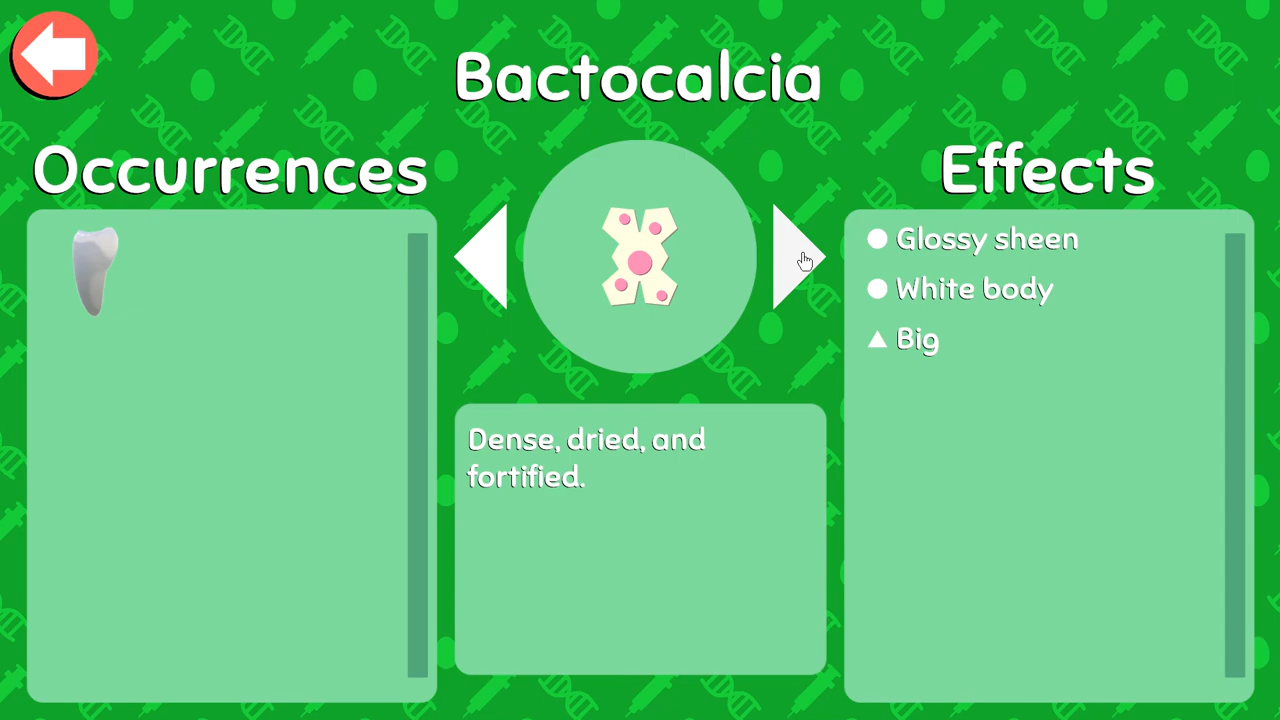 Bactocalcia
Occurrences
Effects
Glossy sheen
White body
Big
Dense, dried, and
fortified.